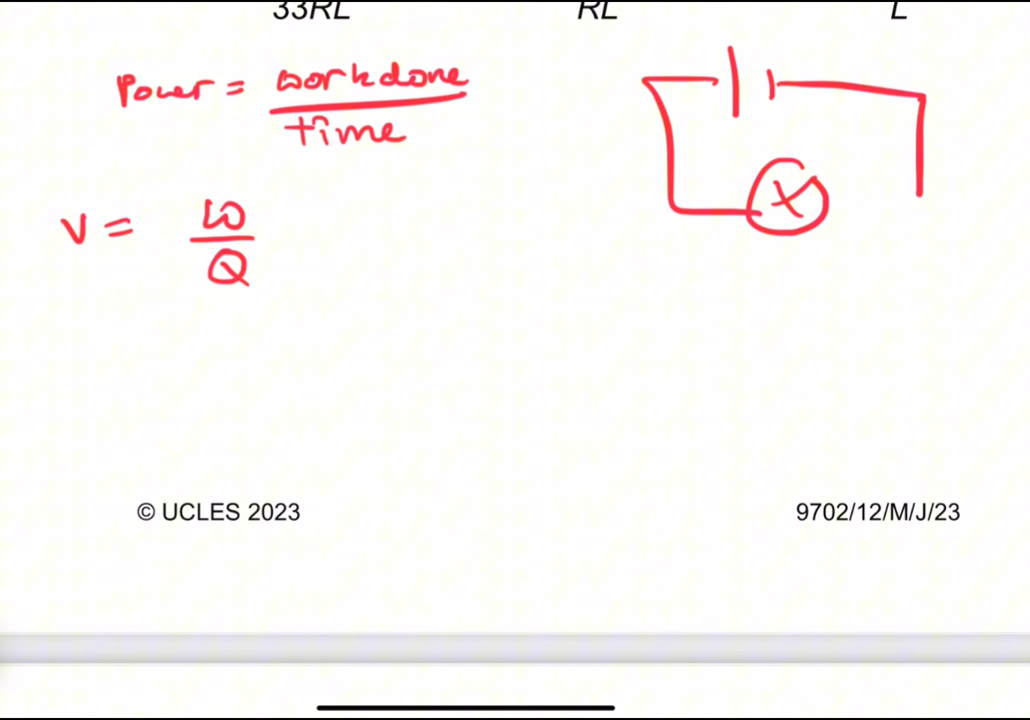 33RL RL L
Power = workdone
time
V = W
Q
© UCLES 2023 9702/12/M/J/23